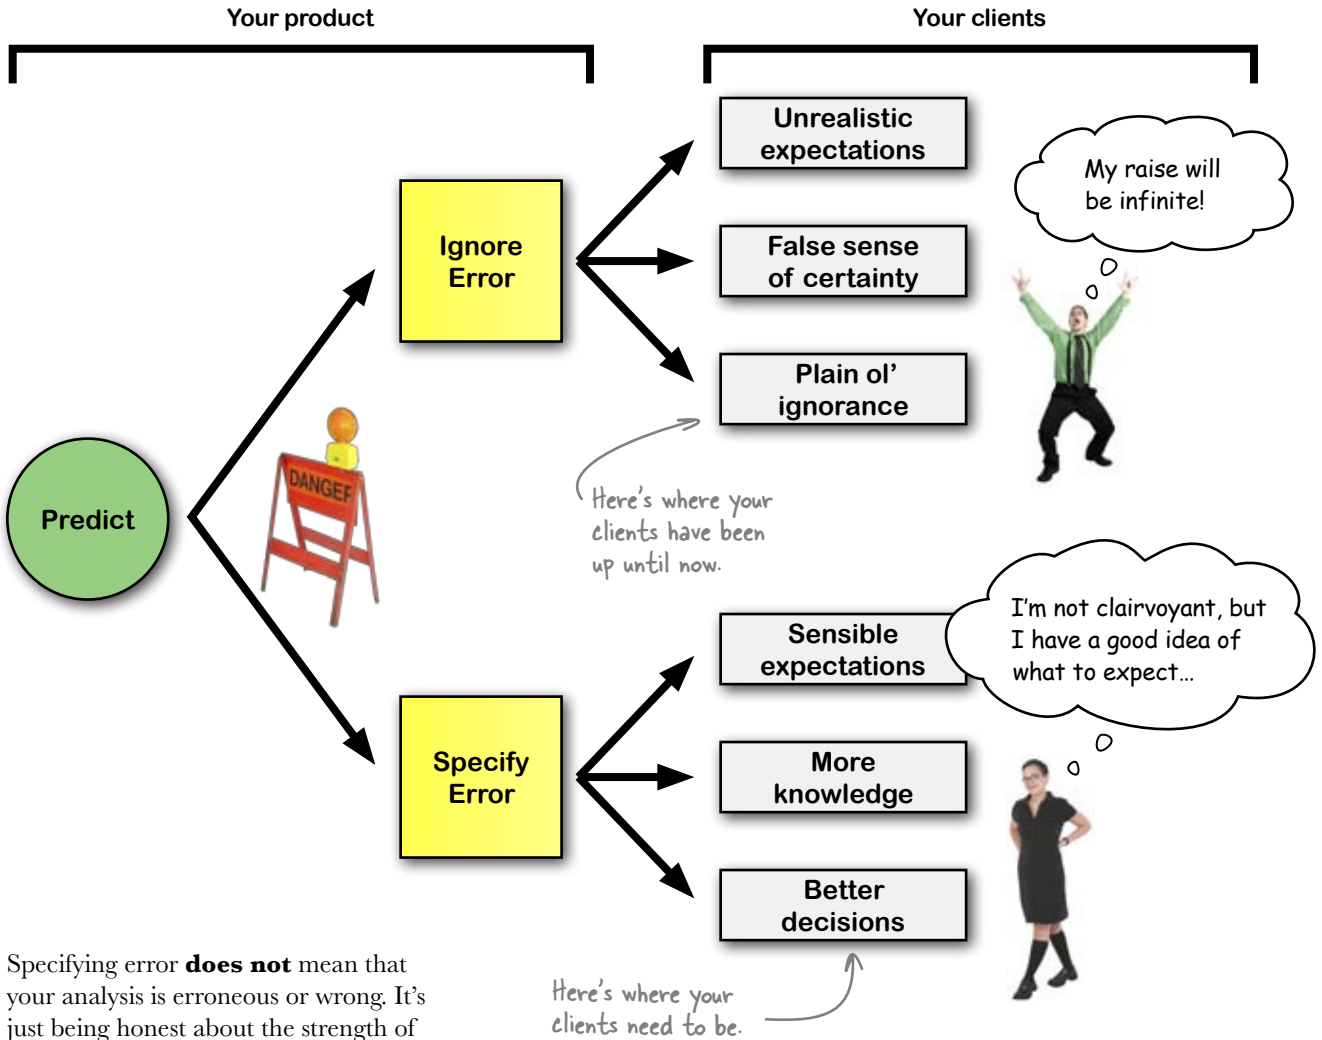 Your product
Your clients
Unrealistic
expectations
My raise will
be infinite!
Ignore
Error
False sense
of certainty
Plain ol'
ignorance
DANGER
Predict
Here's where your
clients have been
up until now.
Sensible
expectations
I'm not clairvoyant, but
I have a good idea of
what to expect...
Specify
Error
More
knowledge
Better
decisions
Specifying error does not mean that
your analysis is erroneous or wrong. It's
just being honest about the strength of
Here's where your
clients need to be.